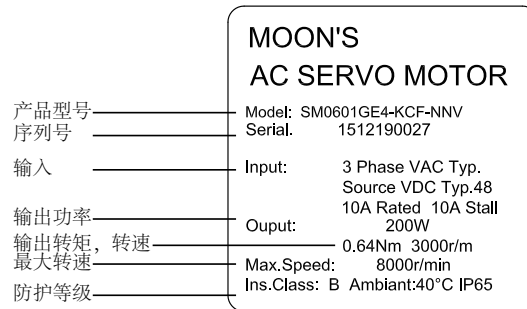 MOON'S
AC SERVO MOTOR
产品型号 Model: SM0601GE4-KCF-NNV
序列号 Serial. 1512190027
输入 Input: 3 Phase VAC Typ.
Source VDC Typ.48
10A Rated 10A Stall
输出功率 Ouput: 200W
输出转矩，转速 0.64Nm 3000r/m
最大转速 Max.Speed: 8000r/min
防护等级 Ins.Class: B Ambiant:40°C IP65